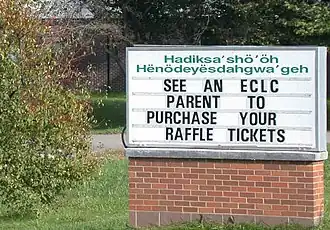 Hadiksa'shö'öh
Hënödeyësdahgwa'geh
SEE AN ECLC
PARENT TO
PURCHASE YOUR
RAFFLE TICKETS